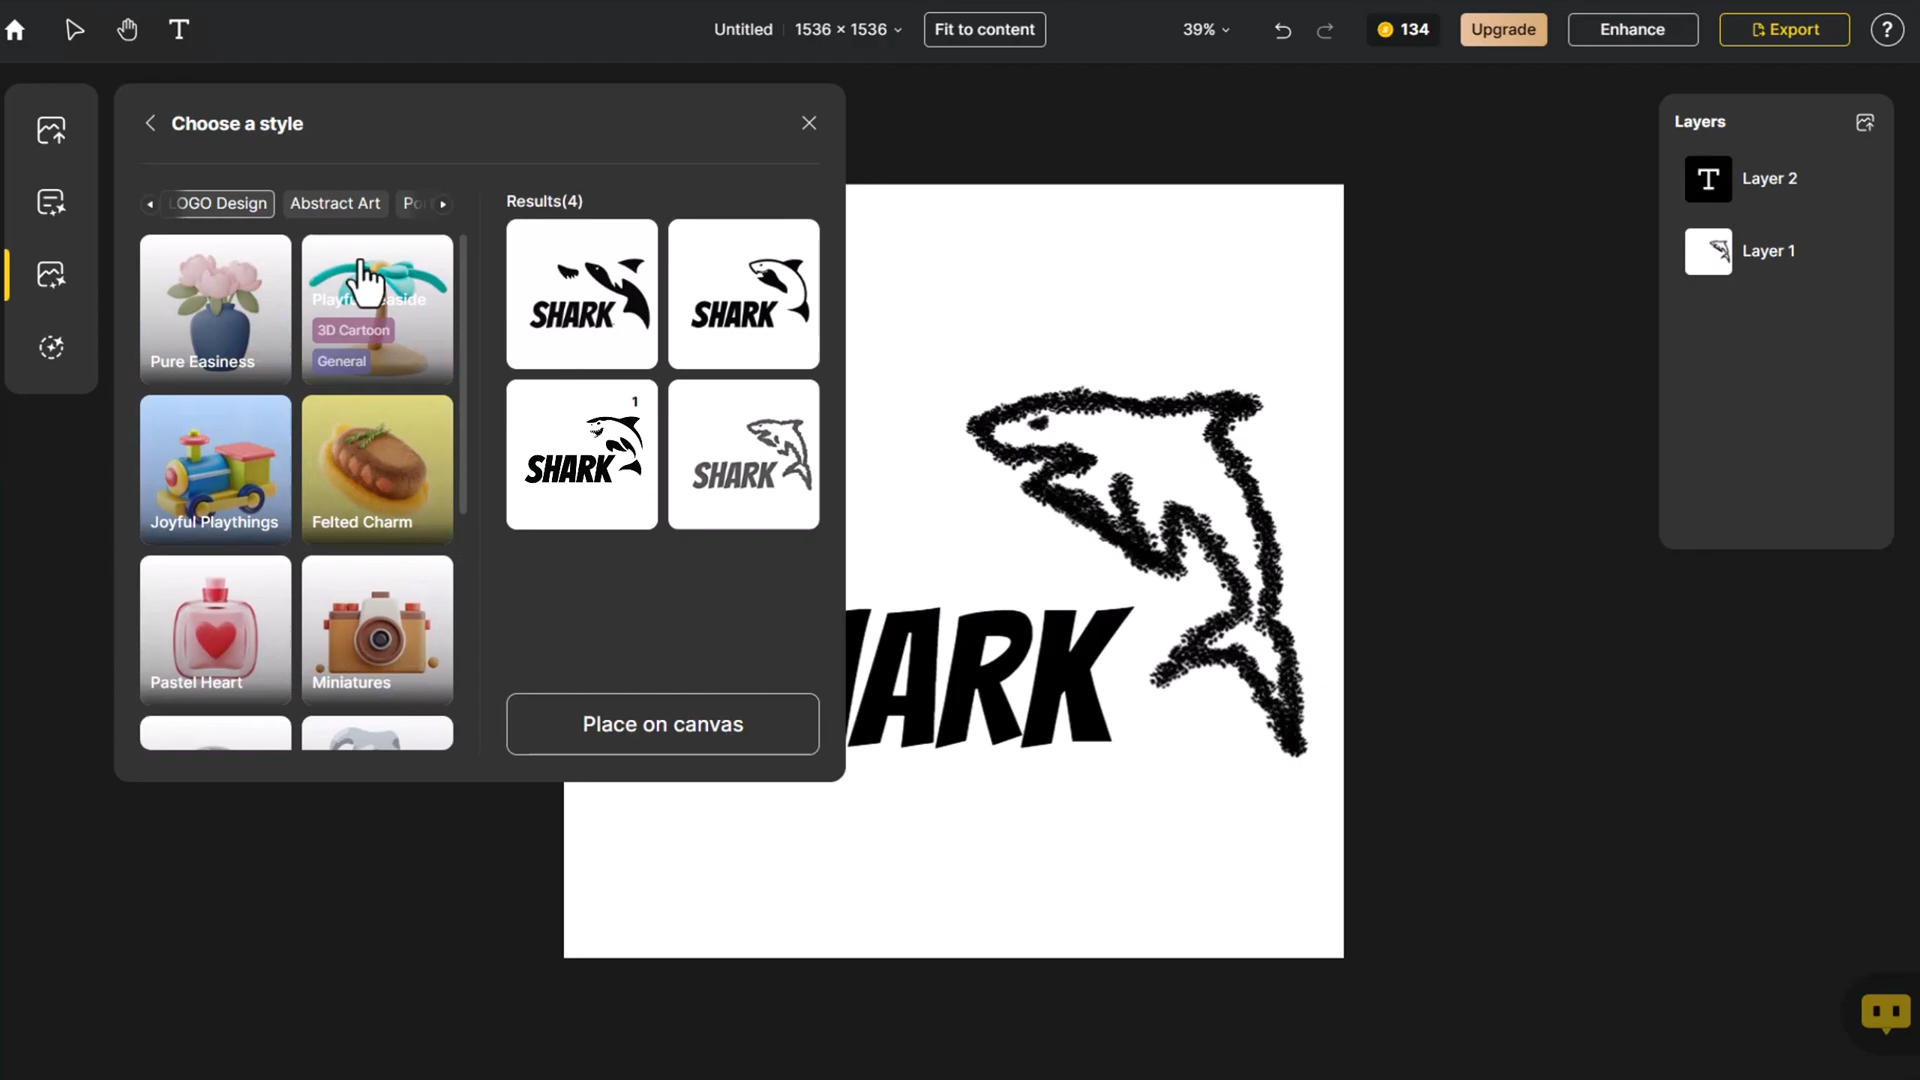 Untitled
1536 × 1536
Fit to content
39%
134
Upgrade
Enhance
Export
?
Choose a style
LOGO Design
Abstract Art
Results(4)
Pure Easiness
3D Cartoon
General
Joyful Playthings
Felted Charm
Pastel Heart
Miniatures
SHARK
SHARK
1
SHARK
SHARK
Place on canvas
HARK
Layers
T
Layer 2
Layer 1